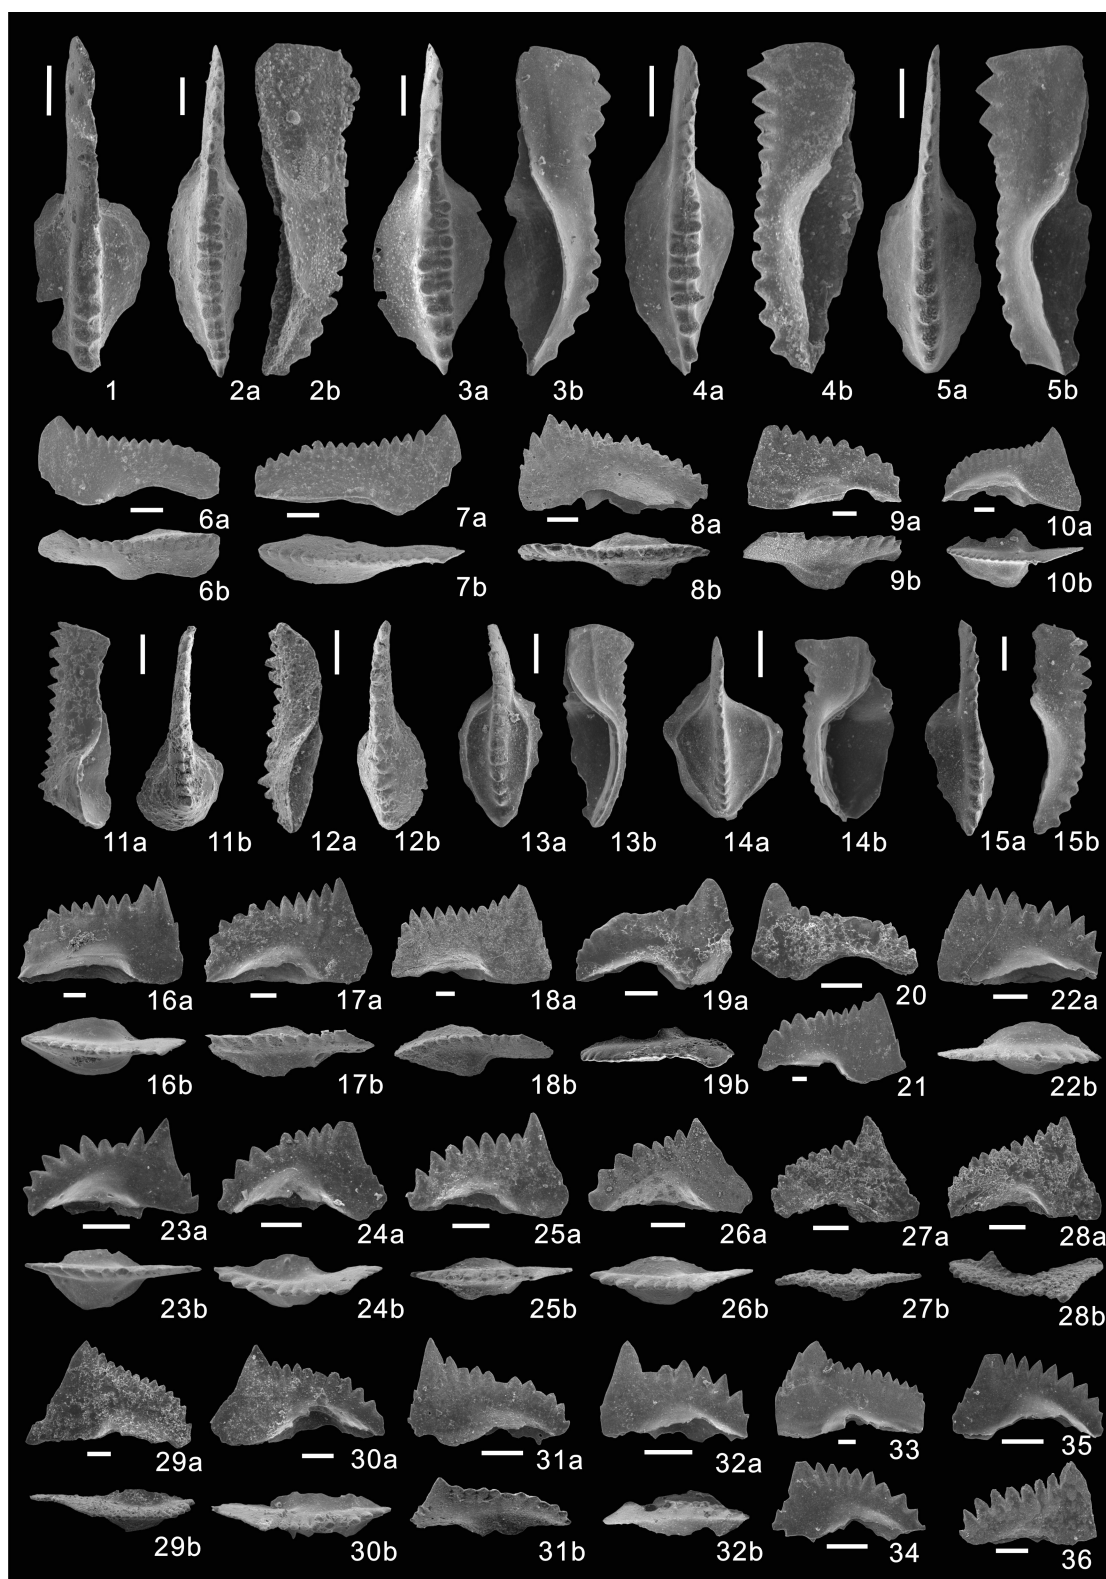 1 2a 2b 3a 3b 4a 4b 5a 5b
6a 7a 8a 9a 10a
6b 7b 8b 9b 10b
11a 11b 12a 12b 13a 13b 14a 14b 15a 15b
16a 17a 18a 19a 20 22a
16b 17b 18b 19b 21 22b
23a 24a 25a 26a 27a 28a
23b 24b 25b 26b 27b 28b
29a 30a 31a 32a 33 35
29b 30b 31b 32b 34 36